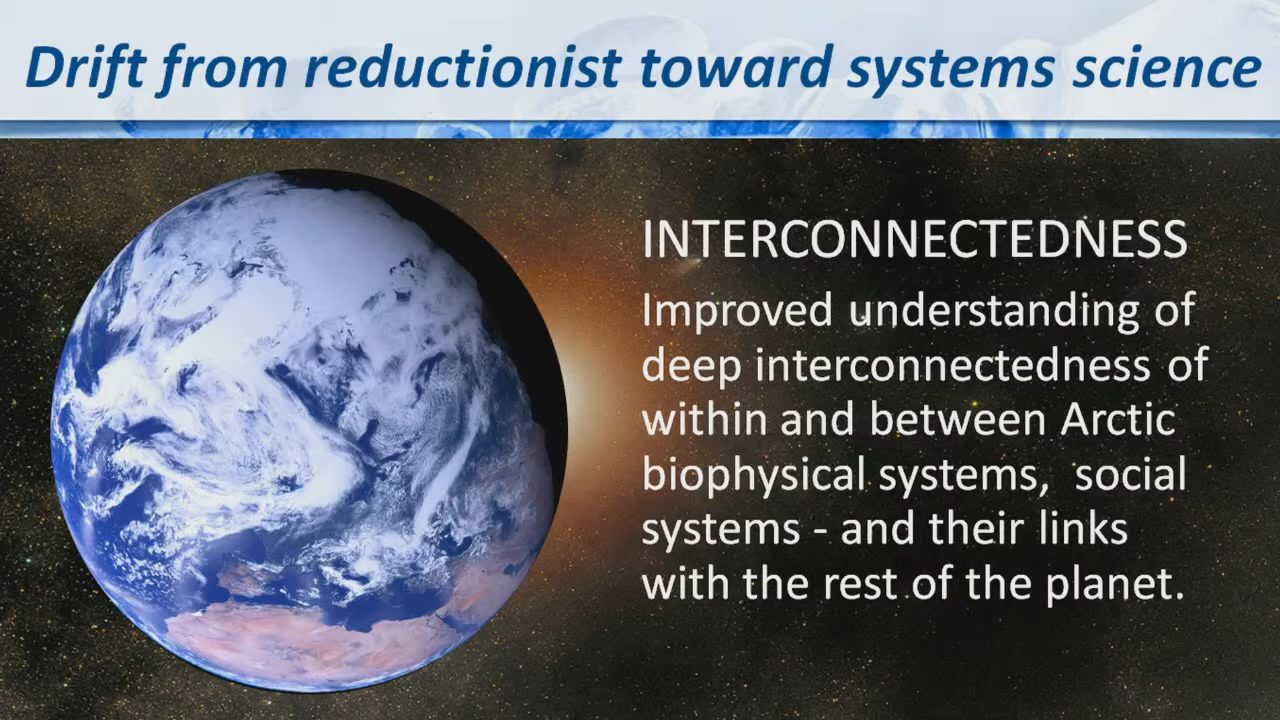 Drift from reductionist toward systems science
INTERCONNECTEDNESS
Improved understanding of
deep interconnectedness of
within and between Arctic
biophysical systems,  social
systems - and their links
with the rest of the planet.